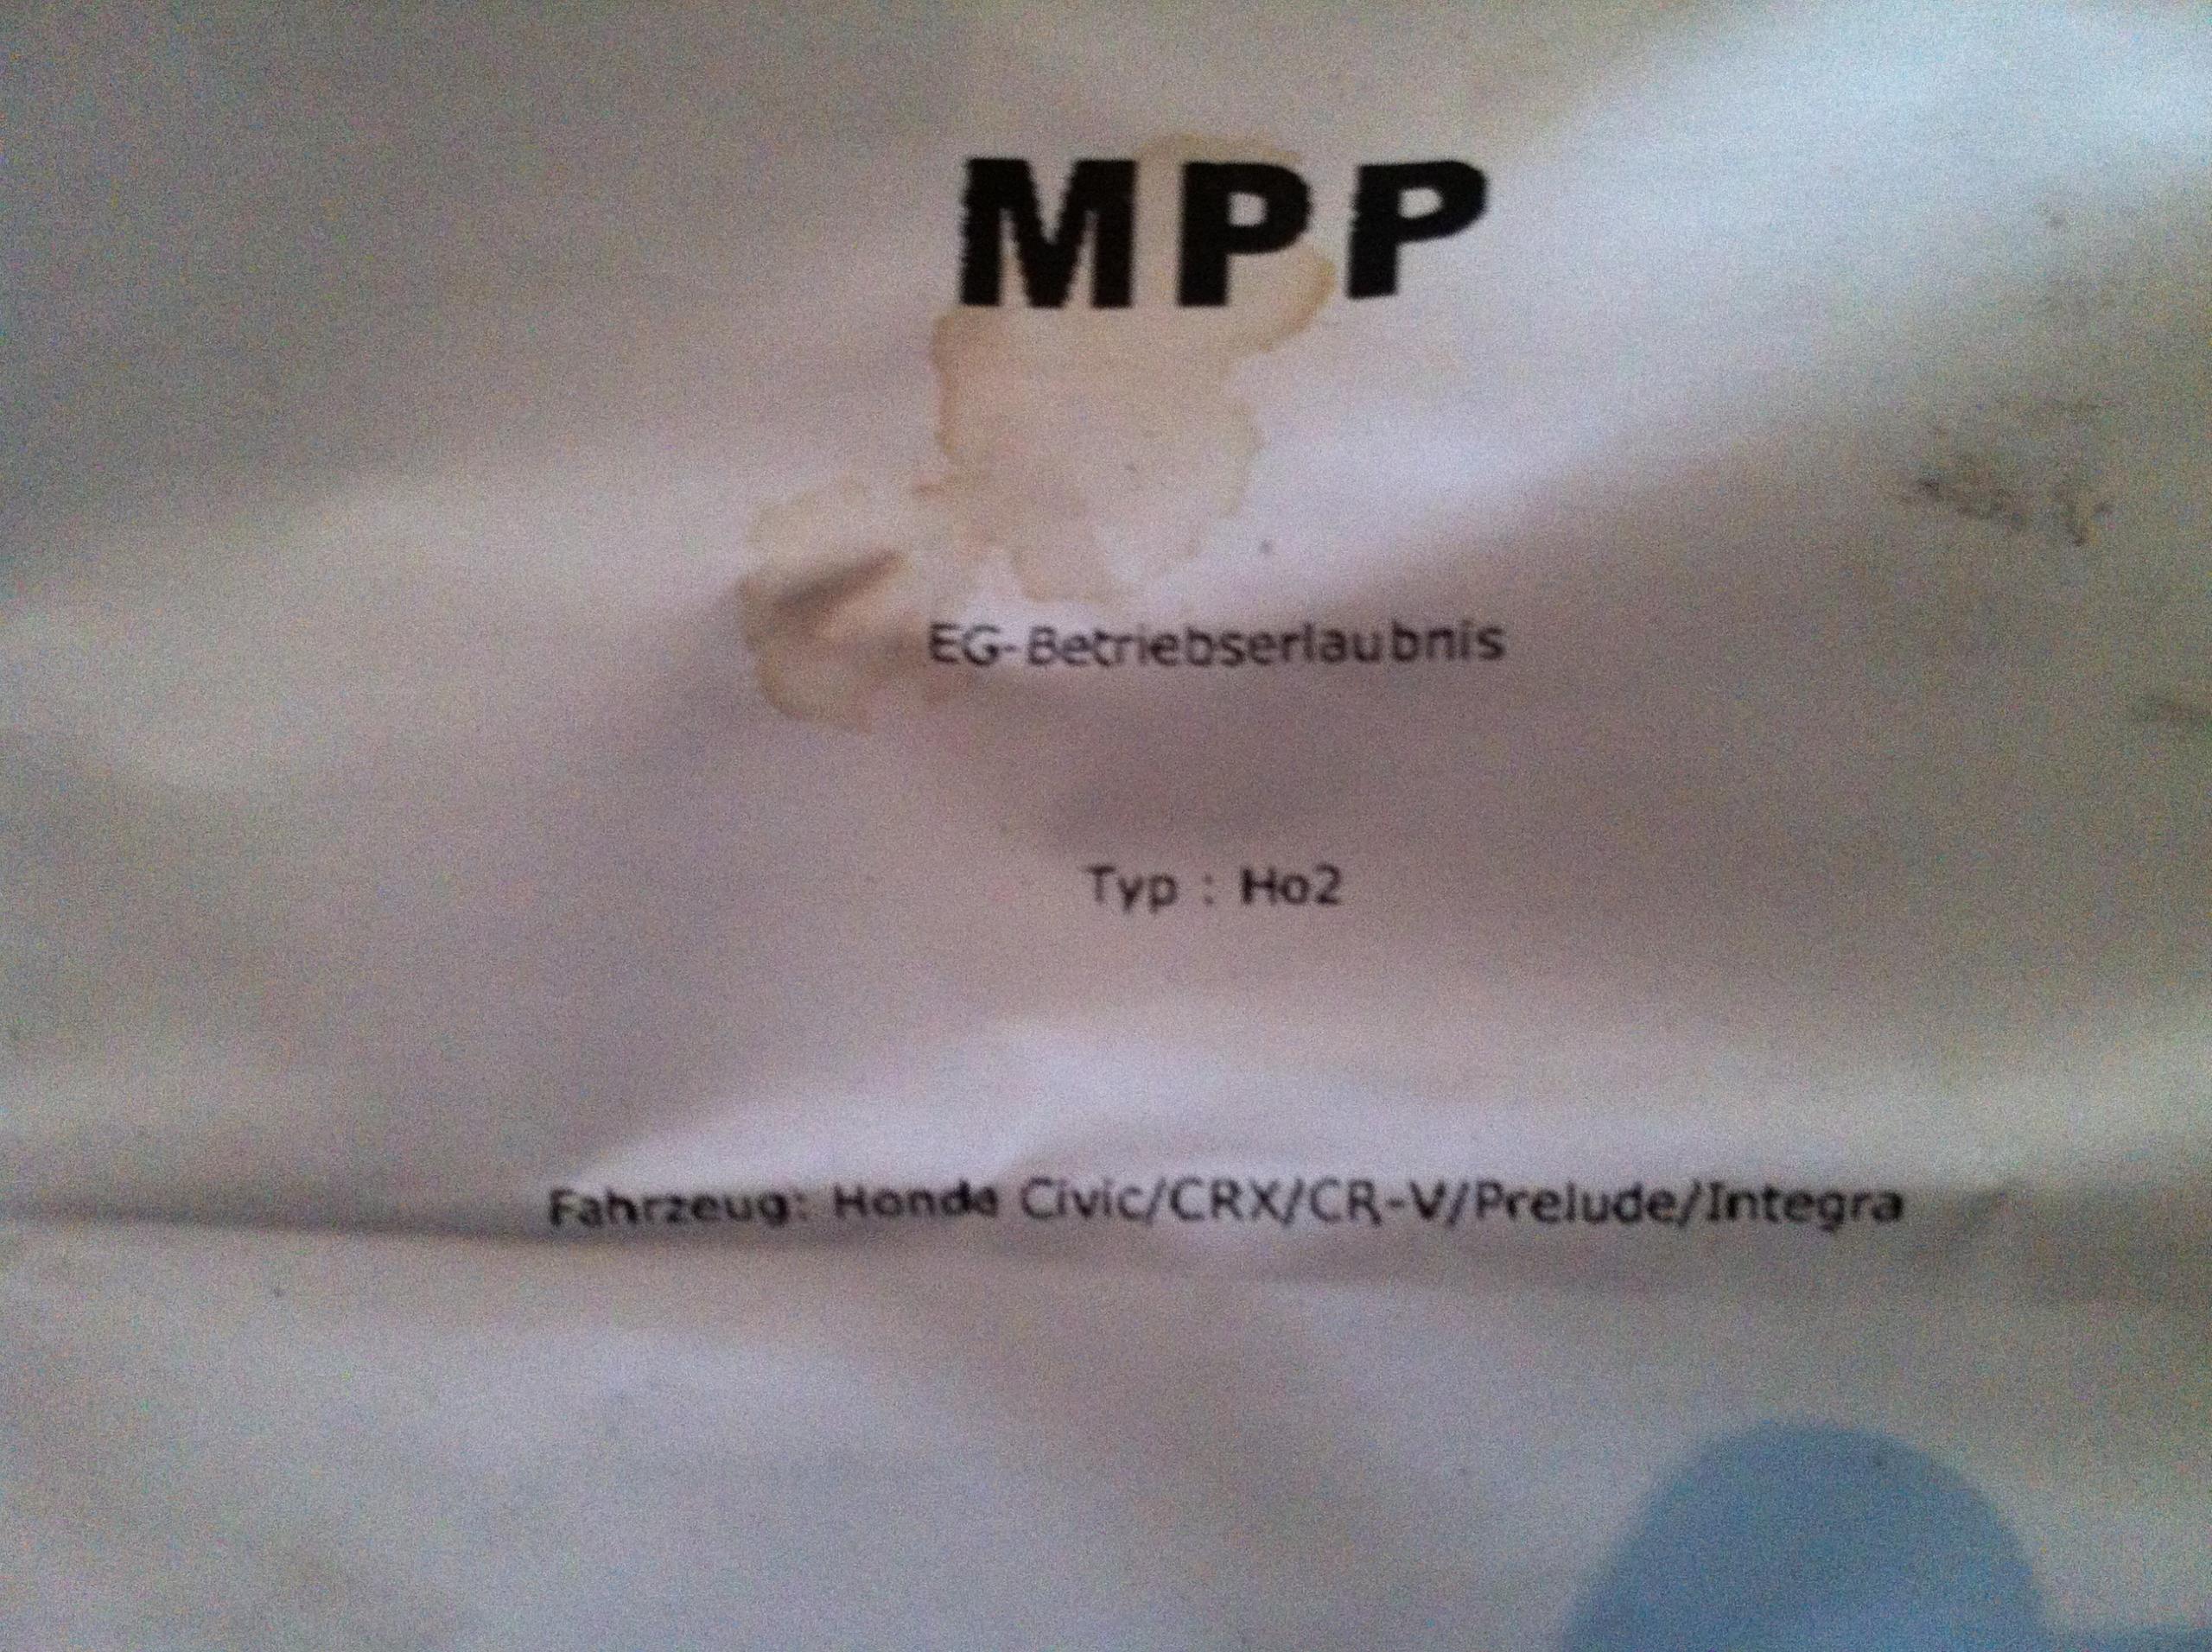 MPP
EG-Betriebserlaubnis
Typ : Ho2
Fahrzeug: Honda Civic/CRX/CR-V/Prelude/Integra